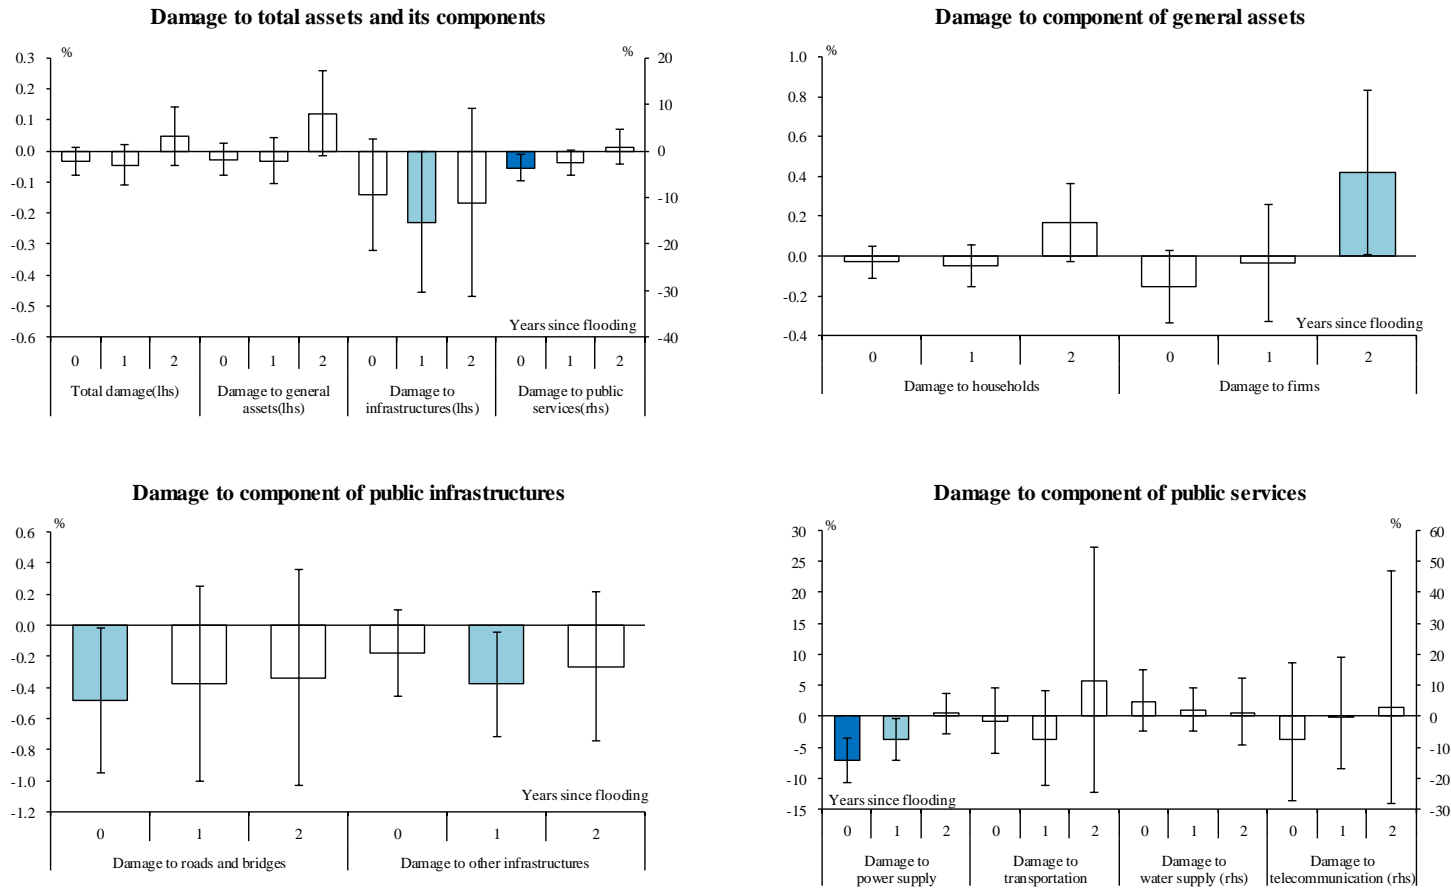 Damage to total assets and its components
%
%
0.3
0.2
0.1
0.0
-0.1
-0.2
-0.3
-0.4
-0.5
-0.6
20
10
0
-10
-20
-30
-40
Years since flooding
0 1 2 0 1 2 0 1 2 0 1 2
Total damage(lhs)
Damage to general
assets(lhs)
Damage to
infrastructures(lhs)
Damage to public
services(rhs)
Damage to component of general assets
%
1.0
0.8
0.6
0.4
0.2
0.0
-0.2
-0.4
Years since flooding
0 1 2 0 1 2
Damage to households
Damage to firms
Damage to component of public infrastructures
%
0.6
0.4
0.2
0.0
-0.2
-0.4
-0.6
-0.8
-1.0
-1.2
Years since flooding
0 1 2 0 1 2
Damage to roads and bridges
Damage to other infrastructures
Damage to component of public services
%
%
30
25
20
15
10
5
0
-5
-10
-15
60
50
40
30
20
10
0
-10
-20
-30
Years since flooding
0 1 2 0 1 2 0 1 2 0 1 2
Damage to
power supply
Damage to
transportation
Damage to
water supply (rhs)
Damage to
telecommunication (rhs)